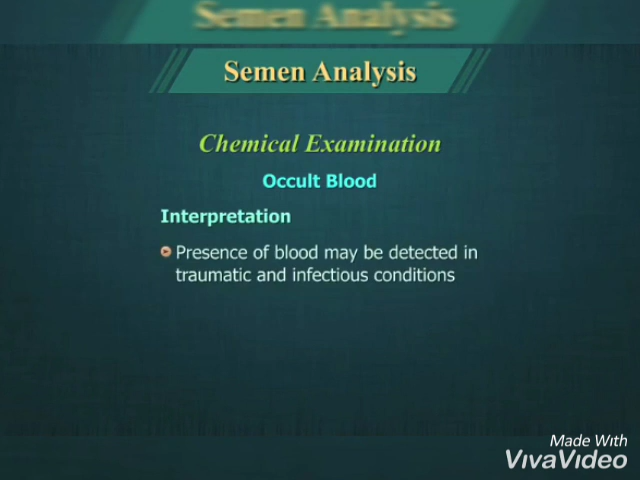 Semen Analysis
Semen Analysis
Chemical Examination
Occult Blood
Interpretation
Presence of blood may be detected in
traumatic and infectious conditions
Made With
VivaVideo